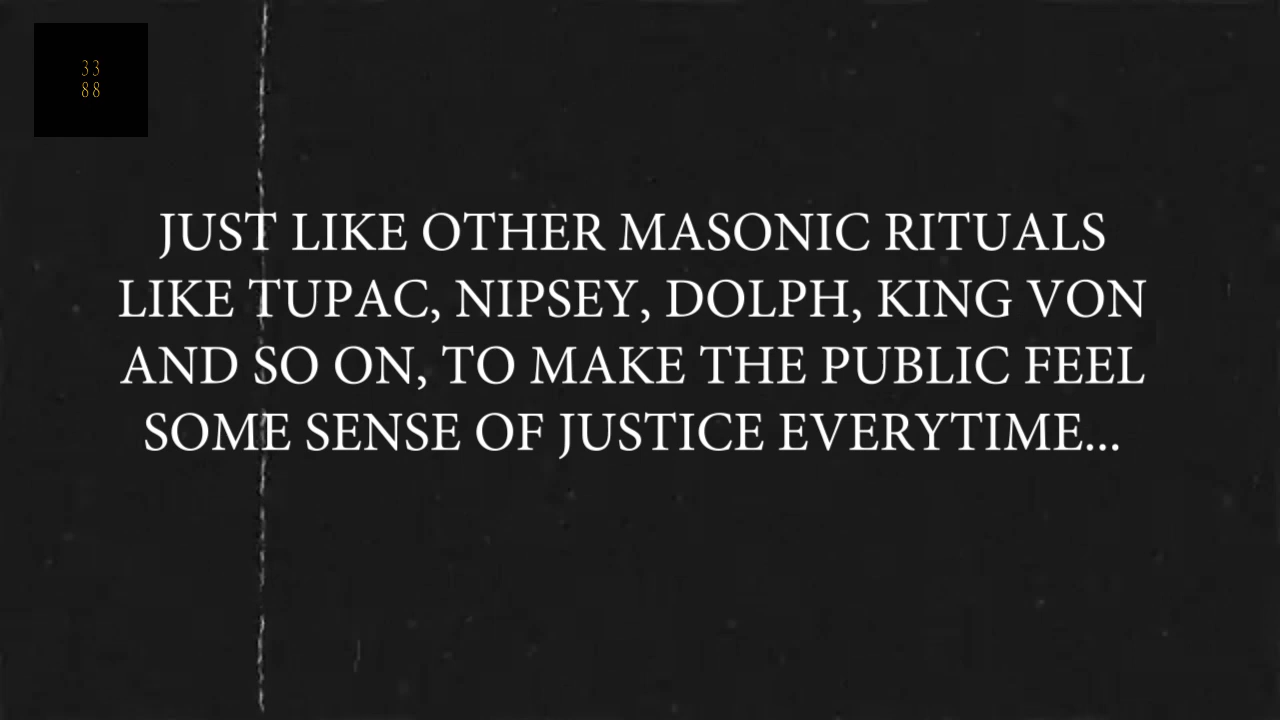 33
88
JUST LIKE OTHER MASONIC RITUALS
LIKE TUPAC, NIPSEY, DOLPH, KING VON
AND SO ON, TO MAKE THE PUBLIC FEEL
SOME SENSE OF JUSTICE EVERYTIME...